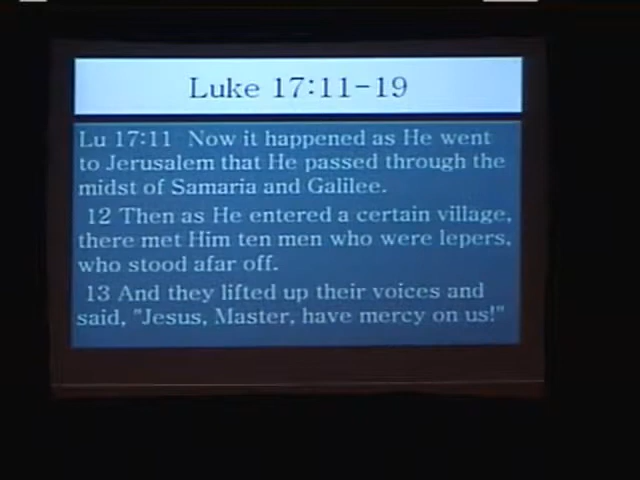 Luke 17:11-19
Lu 17:11 Now it happened as He went
to Jerusalem that He passed through the
midst of Samaria and Galilee.
12 Then as He entered a certain village,
there met Him ten men who were lepers,
who stood afar off.
13 And they lifted up their voices and
said, "Jesus, Master, have mercy on us!"